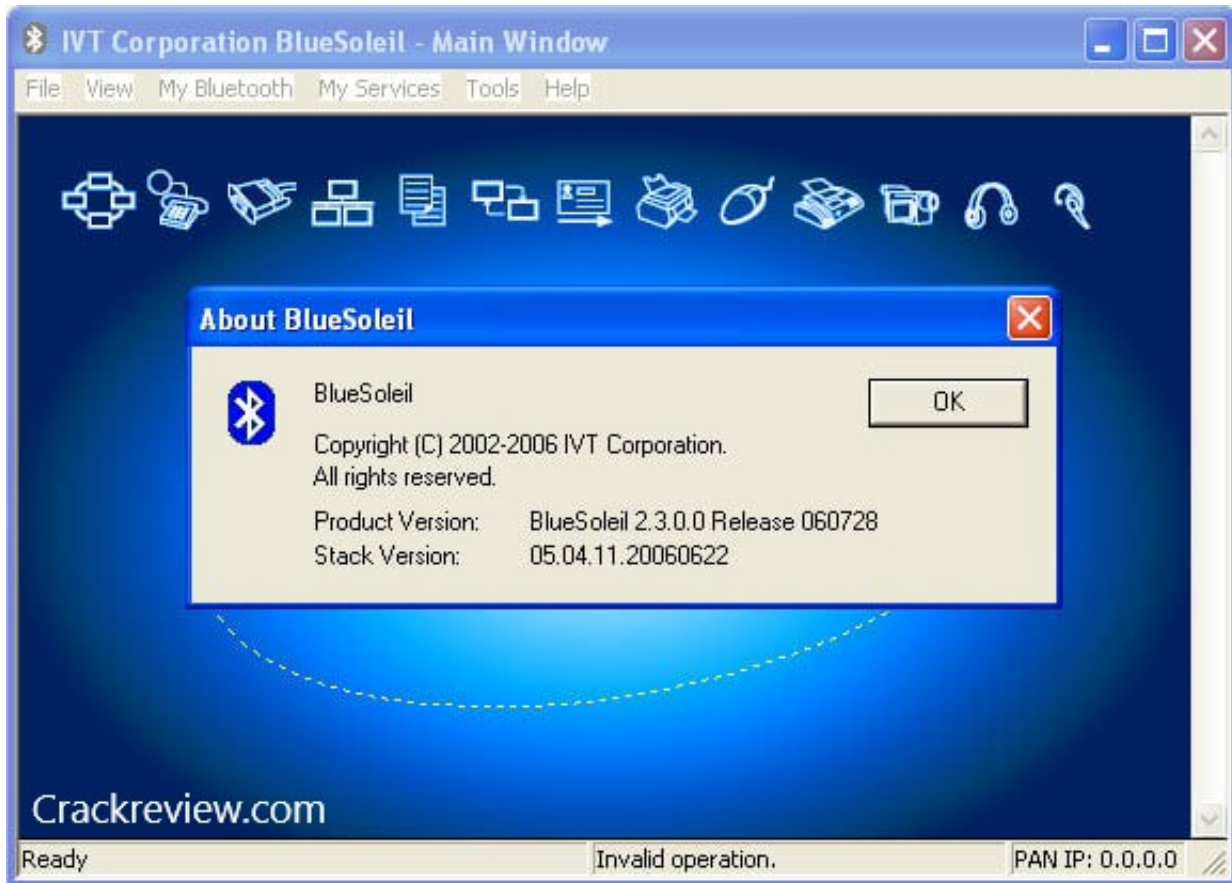 IVT Corporation BlueSoleil - Main Window
File View My Bluetooth My Services Tools Help
About BlueSoleil
BlueSoleil
OK
Copyright (C) 2002-2006 IVT Corporation.
All rights reserved.
Product Version: BlueSoleil 2.3.0.0 Release 060728
Stack Version: 05.04.11.20060622
Crackreview.com
Ready Invalid operation. PAN IP: 0.0.0.0